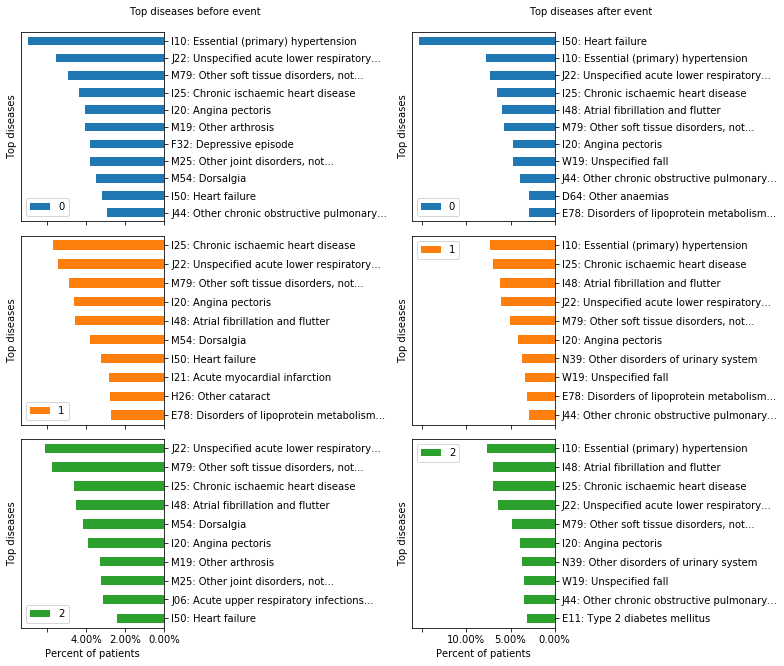 Top diseases before event
Top diseases
I10: Essential (primary) hypertension
J22: Unspecified acute lower respiratory...
M79: Other soft tissue disorders, not...
I25: Chronic ischaemic heart disease
I20: Angina pectoris
M19: Other arthrosis
F32: Depressive episode
M25: Other joint disorders, not...
M54: Dorsalgia
I50: Heart failure
J44: Other chronic obstructive pulmonary...
0
Top diseases after event
Top diseases
I50: Heart failure
I10: Essential (primary) hypertension
J22: Unspecified acute lower respiratory...
I25: Chronic ischaemic heart disease
I48: Atrial fibrillation and flutter
M79: Other soft tissue disorders, not...
I20: Angina pectoris
W19: Unspecified fall
J44: Other chronic obstructive pulmonary...
D64: Other anaemias
E78: Disorders of lipoprotein metabolism...
0
Top diseases
I25: Chronic ischaemic heart disease
J22: Unspecified acute lower respiratory...
M79: Other soft tissue disorders, not...
I20: Angina pectoris
I48: Atrial fibrillation and flutter
M54: Dorsalgia
I50: Heart failure
I21: Acute myocardial infarction
H26: Other cataract
E78: Disorders of lipoprotein metabolism...
1
Top diseases
1
I10: Essential (primary) hypertension
I25: Chronic ischaemic heart disease
I48: Atrial fibrillation and flutter
J22: Unspecified acute lower respiratory...
M79: Other soft tissue disorders, not...
I20: Angina pectoris
N39: Other disorders of urinary system
W19: Unspecified fall
E78: Disorders of lipoprotein metabolism...
J44: Other chronic obstructive pulmonary...
Top diseases
J22: Unspecified acute lower respiratory...
M79: Other soft tissue disorders, not...
I25: Chronic ischaemic heart disease
I48: Atrial fibrillation and flutter
M54: Dorsalgia
I20: Angina pectoris
M19: Other arthrosis
M25: Other joint disorders, not...
J06: Acute upper respiratory infections...
I50: Heart failure
2
4.00% 2.00% 0.00%
Percent of patients
Top diseases
2
I10: Essential (primary) hypertension
I48: Atrial fibrillation and flutter
I25: Chronic ischaemic heart disease
J22: Unspecified acute lower respiratory...
M79: Other soft tissue disorders, not...
I20: Angina pectoris
N39: Other disorders of urinary system
W19: Unspecified fall
J44: Other chronic obstructive pulmonary...
E11: Type 2 diabetes mellitus
10.00% 5.00% 0.00%
Percent of patients